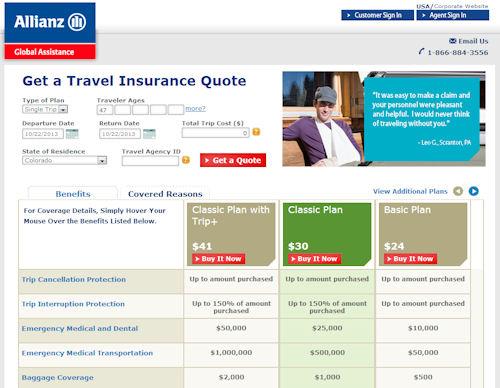 Allianz
Global Assistance
USA/Corporate Website
Customer Sign In
Agent Sign In
Email Us
1-866-884-3556
Get a Travel Insurance Quote
Type of Plan
Traveler Ages
Single Trip
47
more?
Departure Date
Return Date
Total Trip Cost ($)
10/22/2013
10/22/2013
0
State of Residence
Travel Agency ID
Colorado
Get a Quote
"It was easy to make a claim and
your personnel were pleasant
and helpful. I would never think
of traveling without you."
- Leo G., Scranton, PA
Benefits
Covered Reasons
View Additional Plans
For Coverage Details, Simply Hover Your
Mouse Over the Benefits Listed Below.
Classic Plan with
Trip+
$41
Buy It Now
Classic Plan
$30
Buy It Now
Basic Plan
$24
Buy It Now
Trip Cancellation Protection
Up to amount purchased
Up to amount purchased
Up to amount purchased
Trip Interruption Protection
Up to 150% of amount
purchased
Up to 150% of amount
purchased
Up to amount purchased
Emergency Medical and Dental
$50,000
$25,000
$10,000
Emergency Medical Transportation
$1,000,000
$500,000
$50,000
Baggage Coverage
$2,000
$1,000
$500